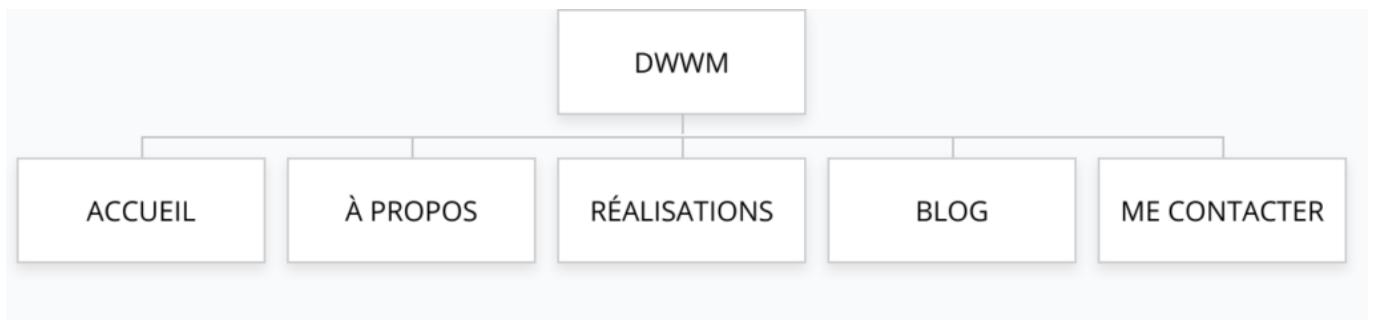 DWWM
ACCUEIL
À PROPOS
RÉALISATIONS
BLOG
ME CONTACTER